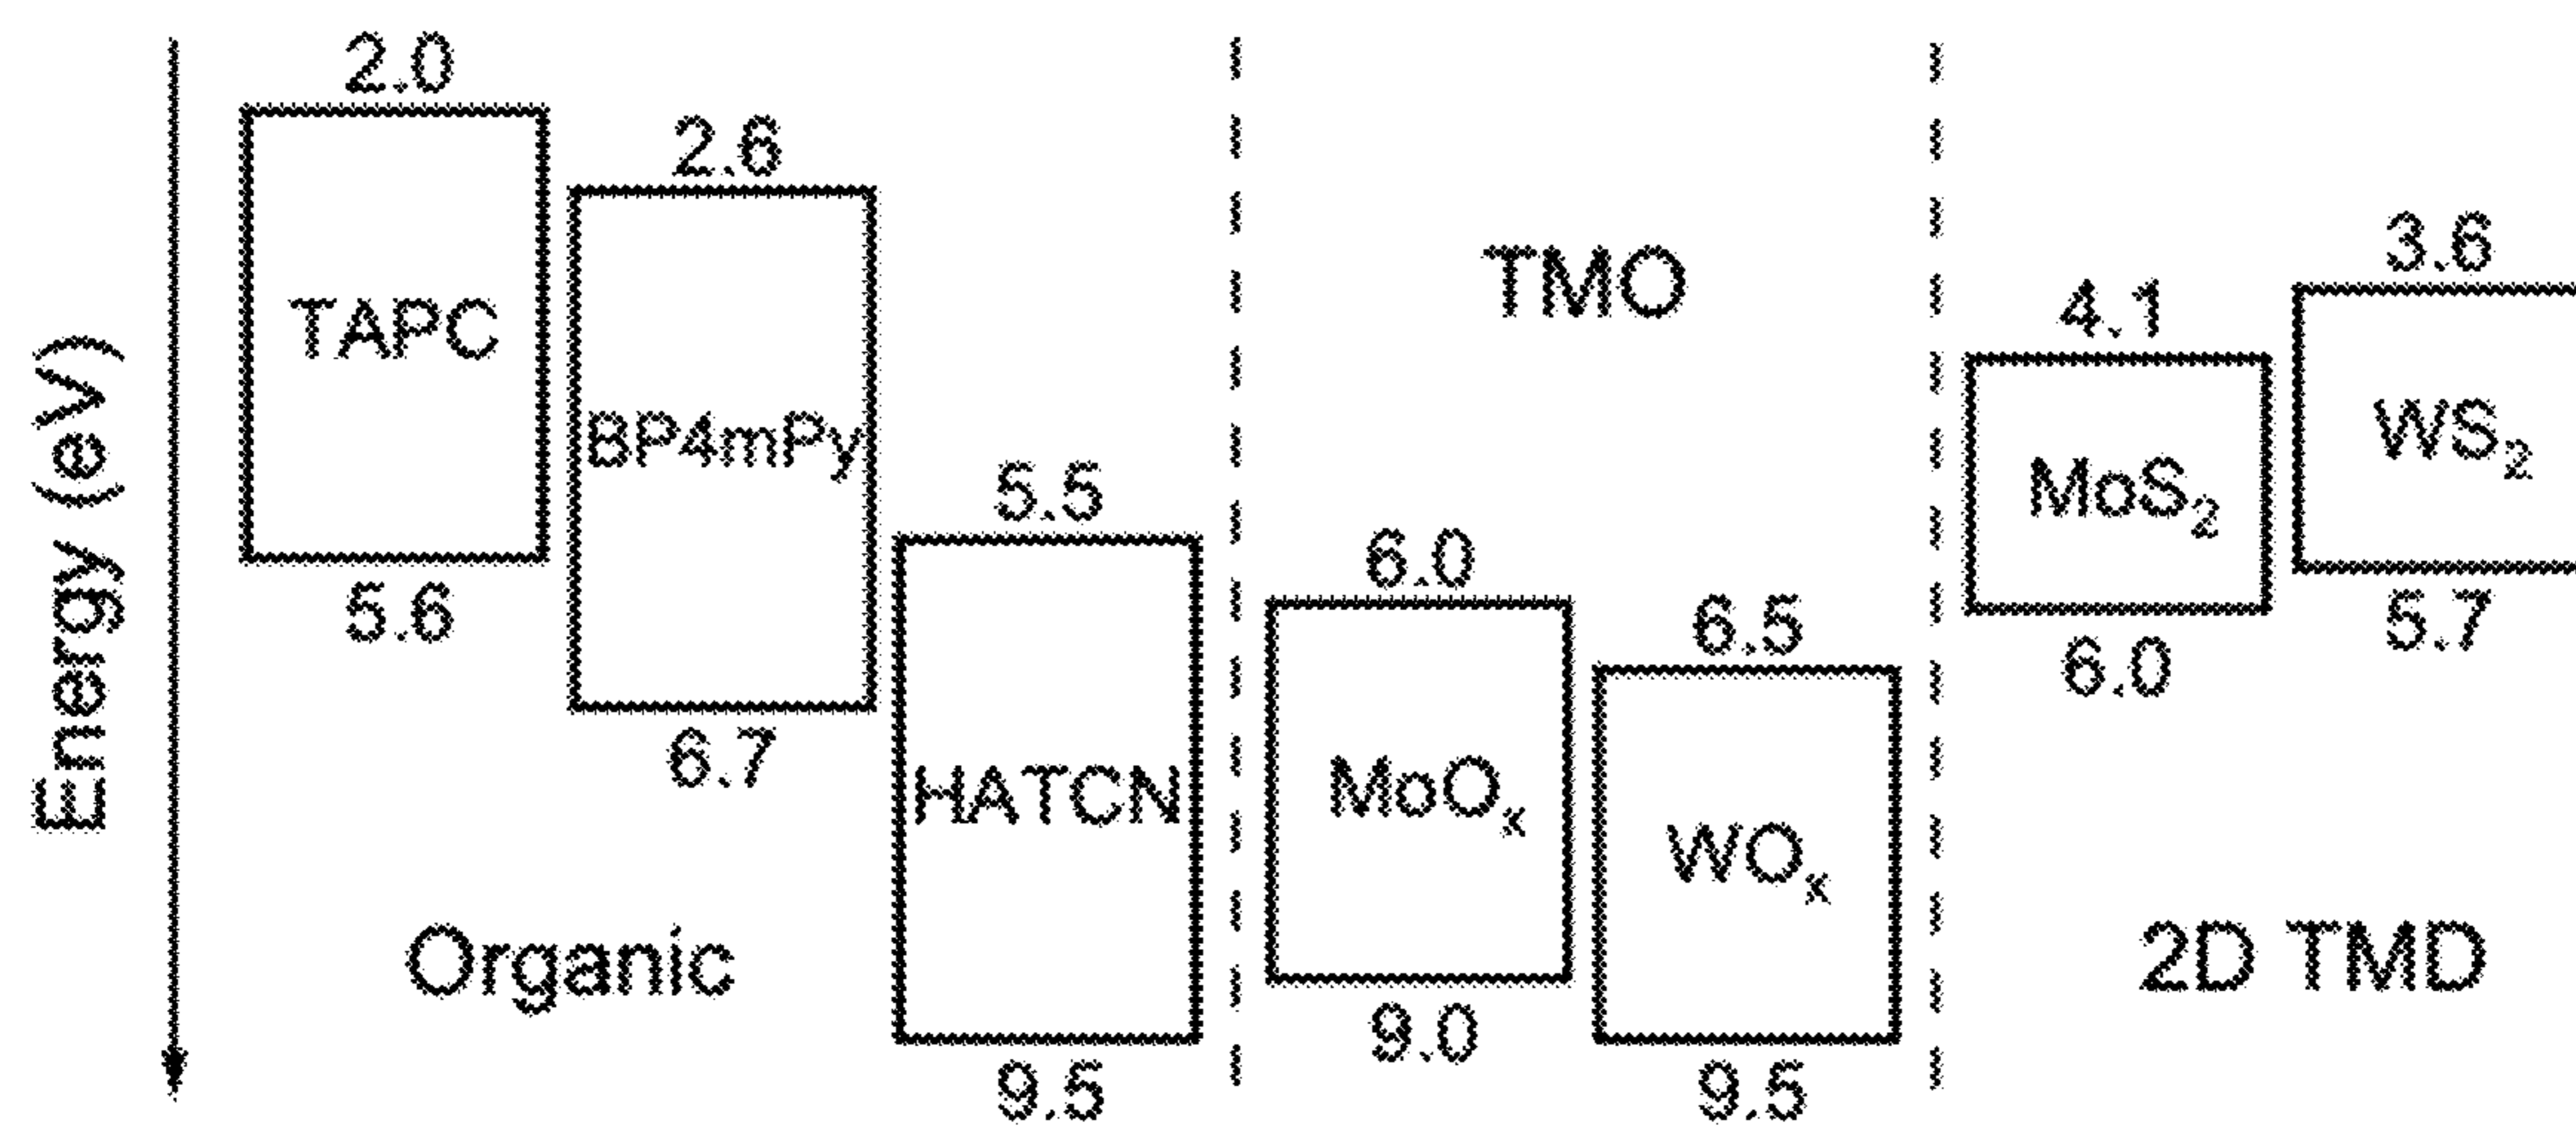 Energy (eV)
2.0
TAPC
5.6
2.6
BP4mPy
6.7
5.5
HATCN
9.5
Organic
TMO
6.0
MoOₓ
9.0
6.5
WOₓ
9.5
4.1
MoS₂
6.0
3.6
WS₂
5.7
2D TMD